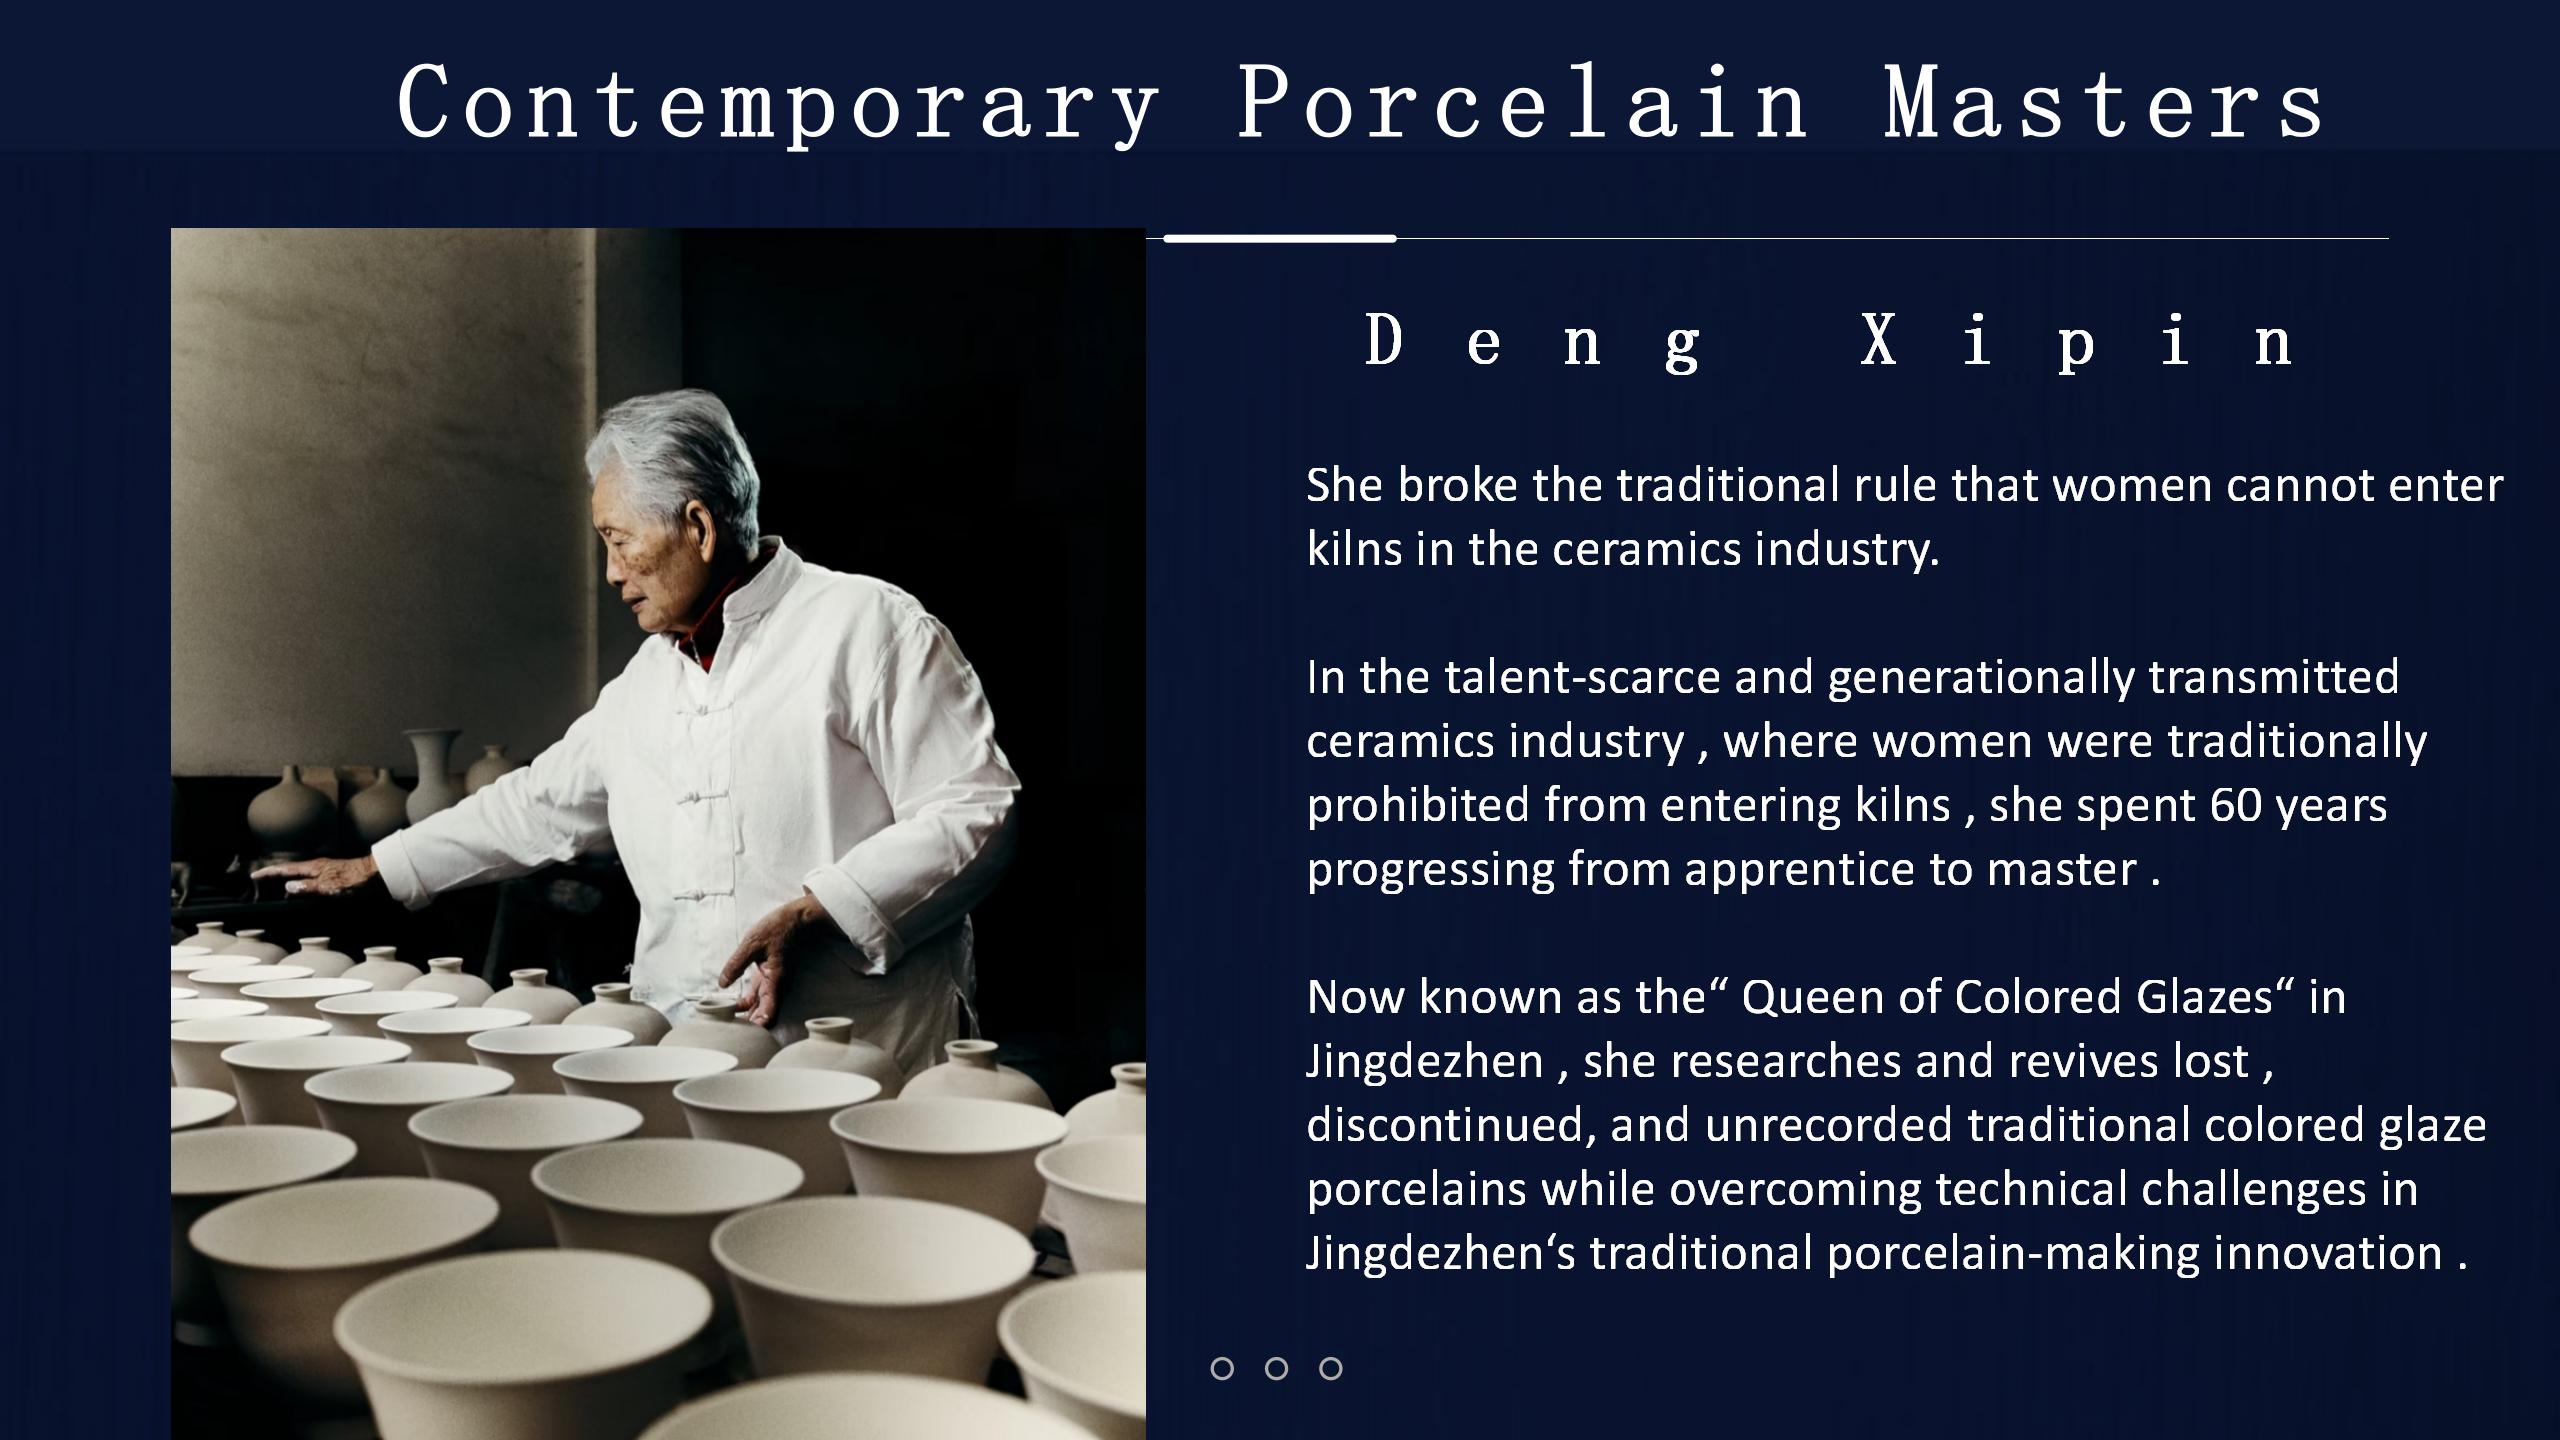 Contemporary Porcelain Masters
Deng Xipin
She broke the traditional rule that women cannot enter
kilns in the ceramics industry.
In the talent-scarce and generationally transmitted
ceramics industry , where women were traditionally
prohibited from entering kilns , she spent 60 years
progressing from apprentice to master .
Now known as the“ Queen of Colored Glazes“ in
Jingdezhen , she researches and revives lost ,
discontinued, and unrecorded traditional colored glaze
porcelains while overcoming technical challenges in
Jingdezhen‘s traditional porcelain-making innovation .